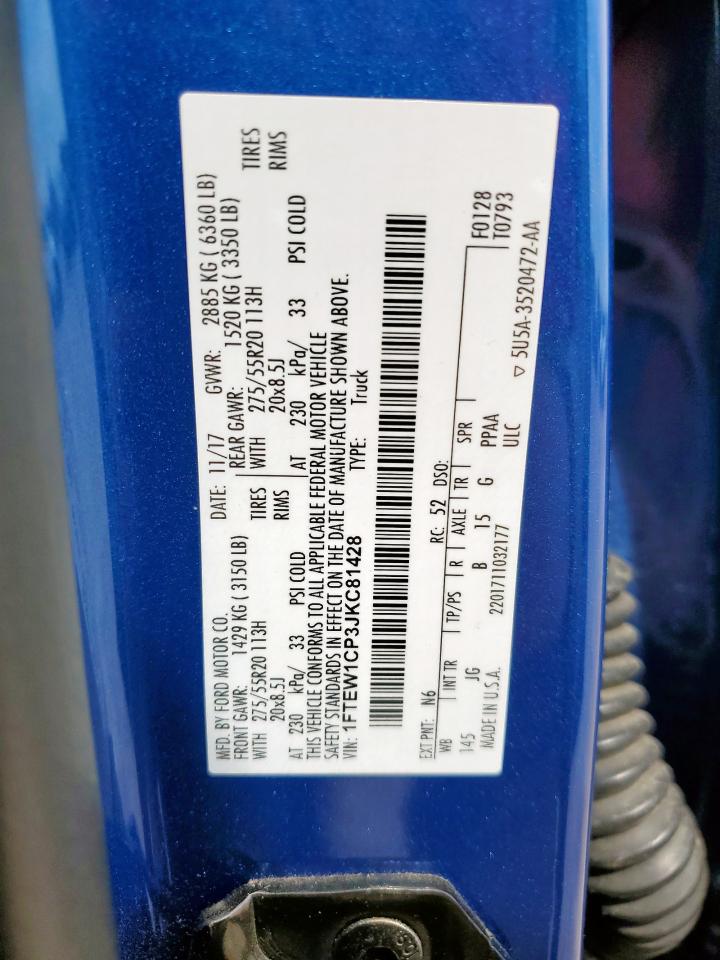 MFD. BY FORD MOTOR CO.
DATE: 11/17 GVWR: 2885 KG ( 6360 LB)
FRONT GAWR: 1429 KG ( 3150 LB)
REAR GAWR: 1520 KG ( 3350 LB)
WITH 275/55R20 113H TIRES
WITH 275/55R20 113H TIRES
20x8.5J RIMS
20x8.5J RIMS
AT 230 kPa/ 33 PSI COLD
AT 230 kPa/ 33 PSI COLD
THIS VEHICLE CONFORMS TO ALL APPLICABLE FEDERAL MOTOR VEHICLE
SAFETY STANDARDS IN EFFECT ON THE DATE OF MANUFACTURE SHOWN ABOVE.
VIN: 1FTEW1CP3JKC81428 TYPE: Truck
EXT PNT: N6 RC: 52 DSO:
F0128
T0793
WB INT TR TP/PS R AXLE TR SPR
145 JG B 15 G PPAA
MADE IN U.S.A. 2201711032177 ULC
▽ 5U5A-3520472-AA